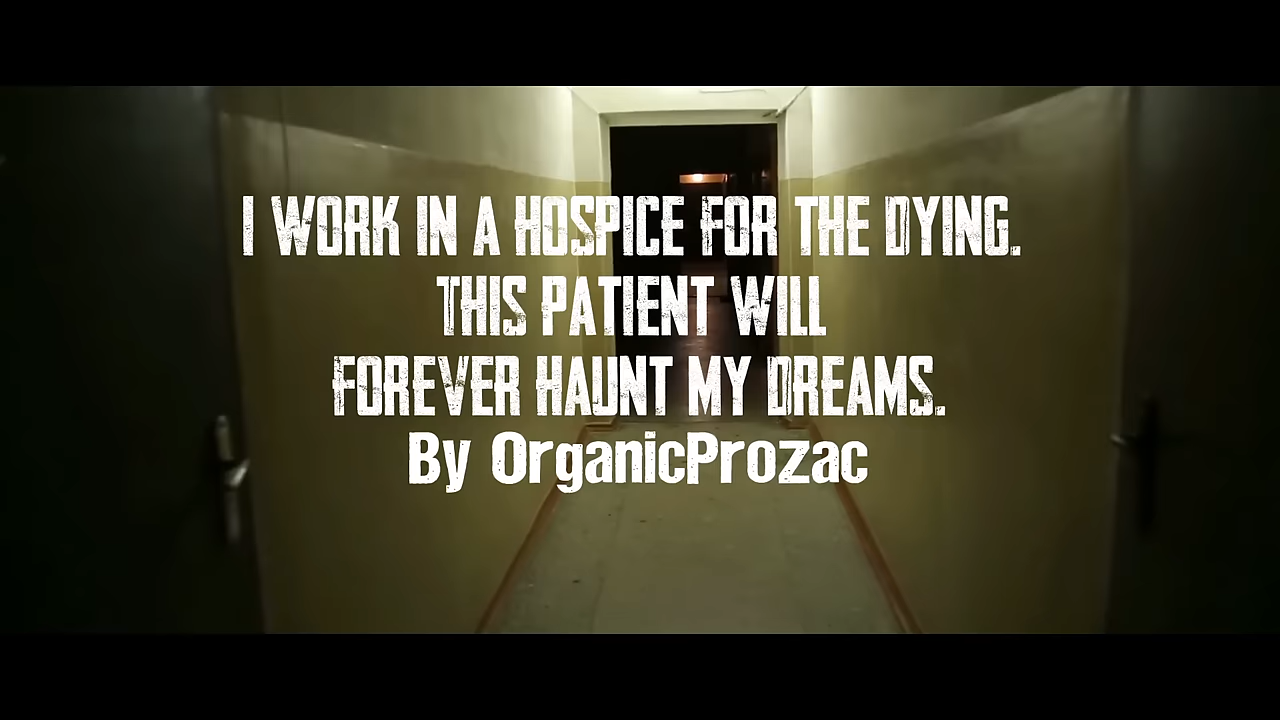 I WORK IN A HOSPICE FOR THE DYING.
THIS PATIENT WILL
FOREVER HAUNT MY DREAMS.
By OrganicProzac